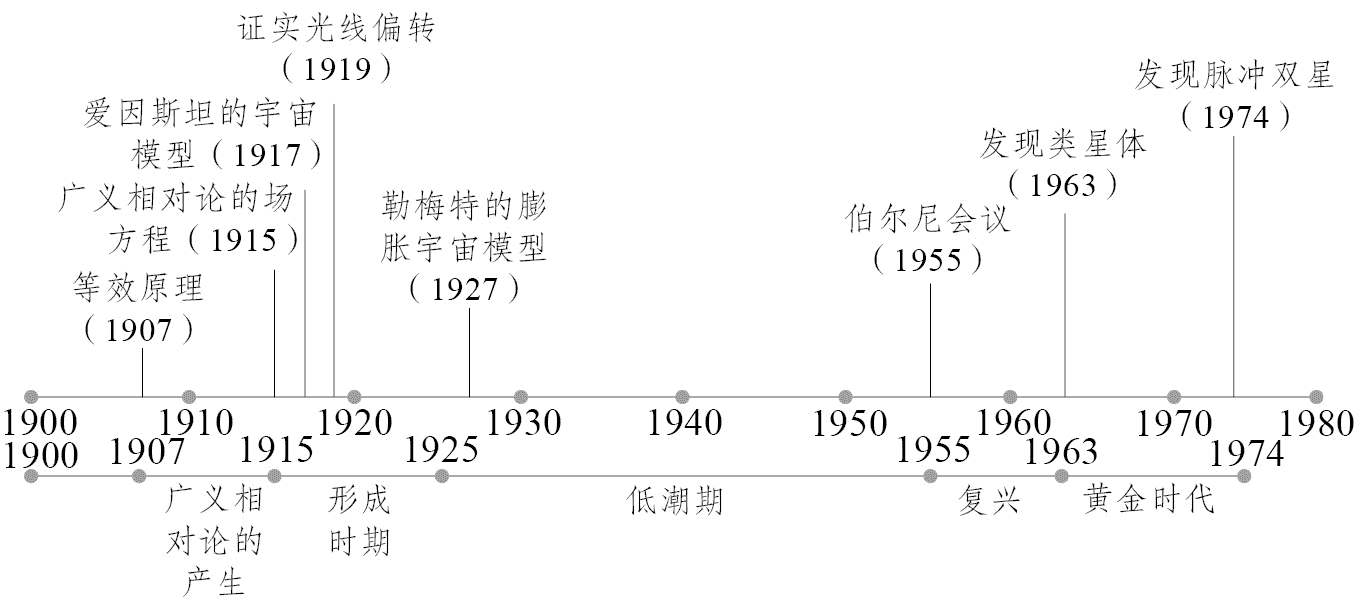 证实光线偏转
（1919）
爱因斯坦的宇宙
模型（1917）
广义相对论的场
方程（1915）
等效原理
（1907）
勒梅特的膨
胀宇宙模型
（1927）
伯尔尼会议
（1955）
发现类星体
（1963）
发现脉冲双星
（1974）
1900 1910 1920 1930 1940 1950 1960 1970 1980
1900 1907 1915 1925 1955 1963 1974
广义相
对论的
产生
形成
时期
低潮期
复兴
黄金时代